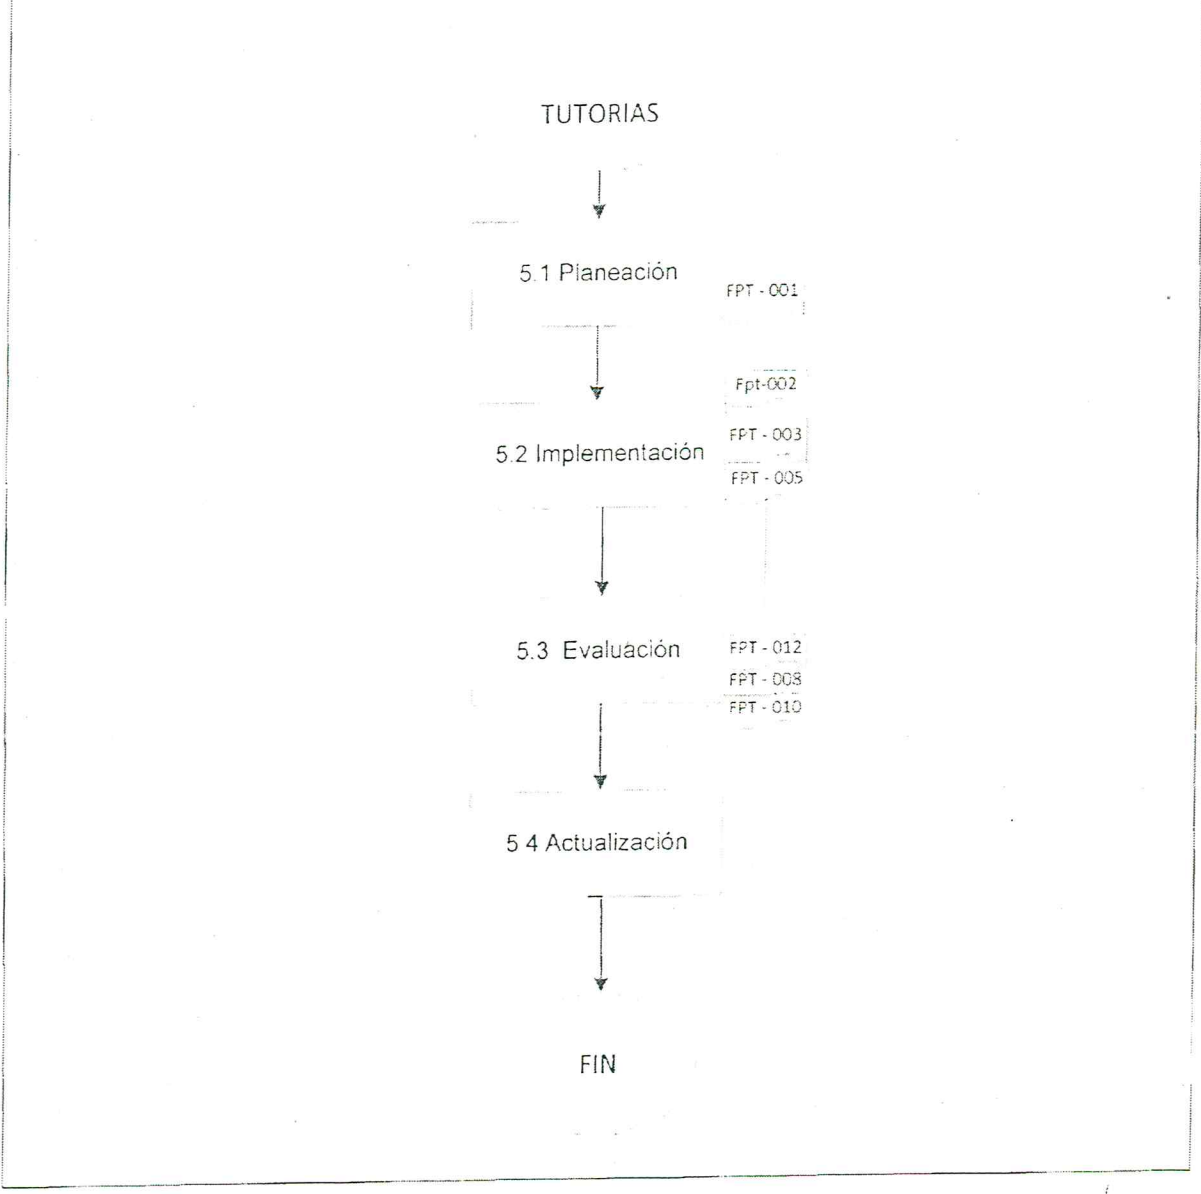 TUTORIAS
5.1 Planeación
FPT - 001
Fpt-002
FPT - 003
5.2 Implementación
FPT - 005
5.3 Evaluación
FPT - 012
FPT - 008
FPT - 010
5 4 Actualización
FIN